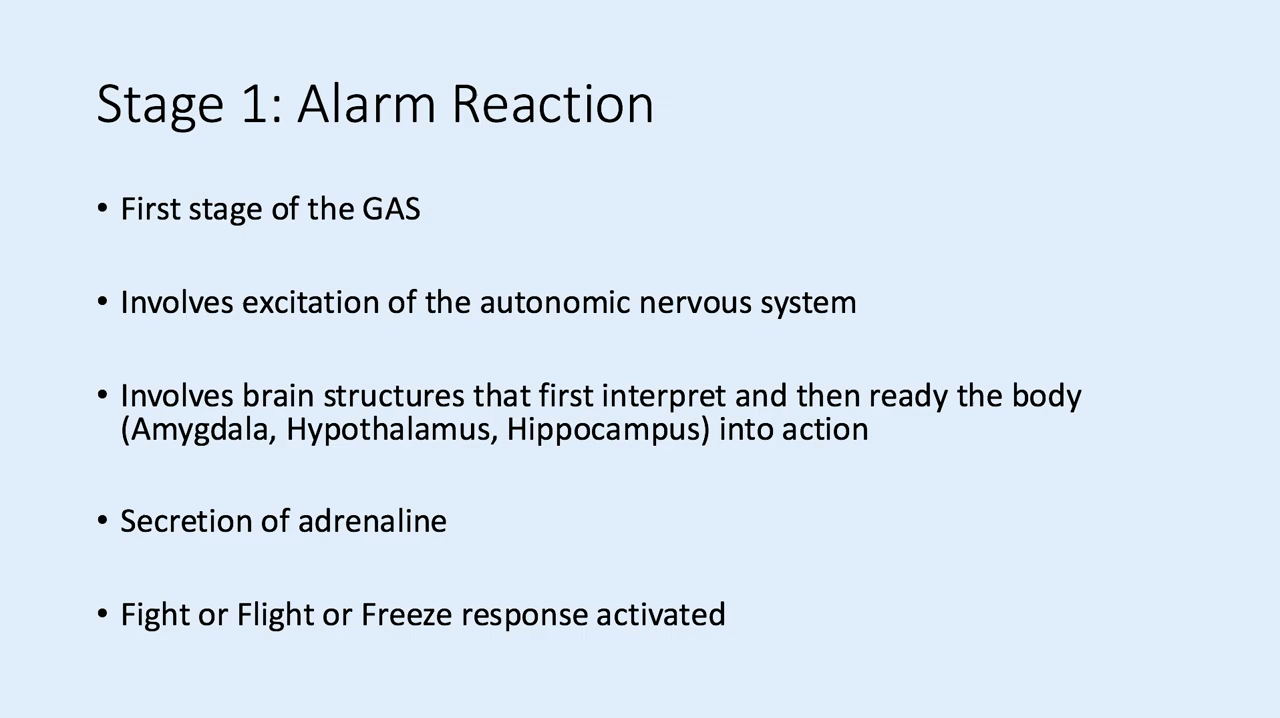 Stage 1: Alarm Reaction
• First stage of the GAS
• Involves excitation of the autonomic nervous system
• Involves brain structures that first interpret and then ready the body
(Amygdala, Hypothalamus, Hippocampus) into action
• Secretion of adrenaline
• Fight or Flight or Freeze response activated